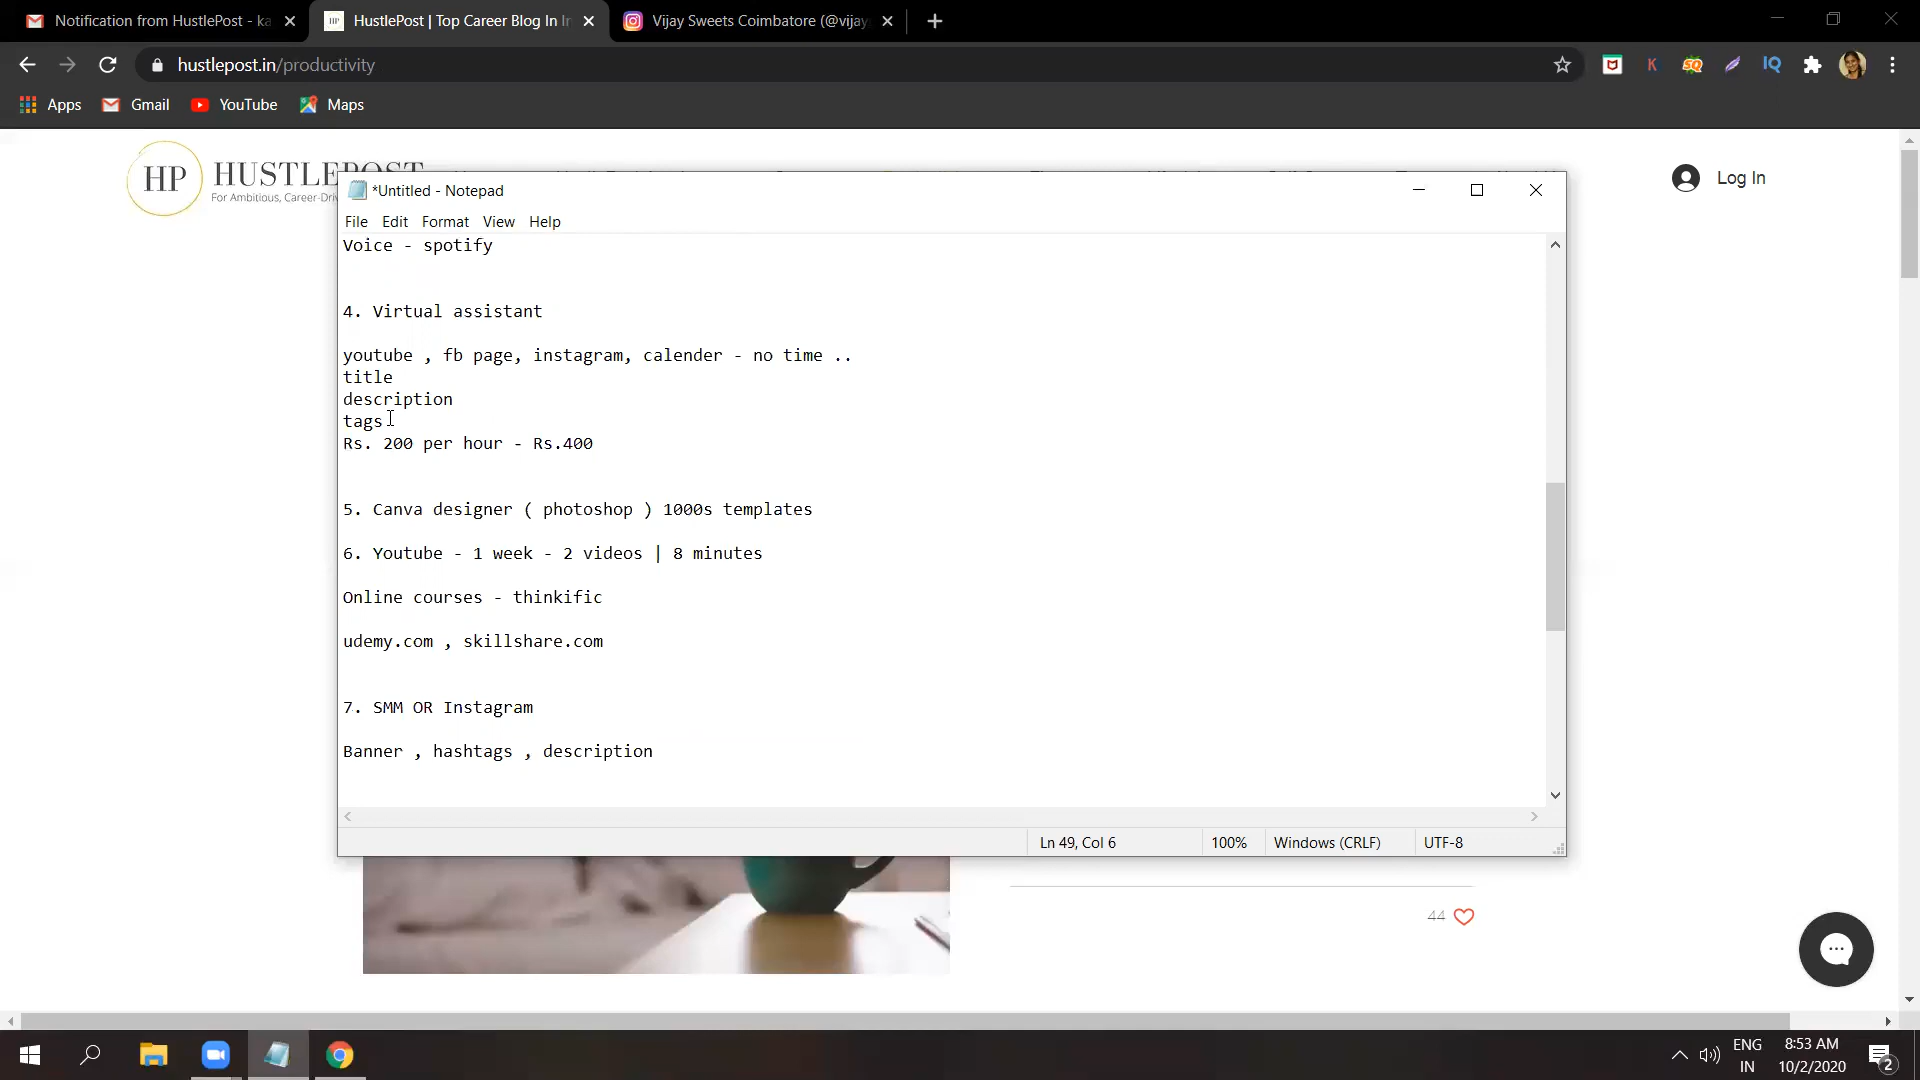 Notification from HustlePost - ka
HustlePost | Top Career Blog In In
Vijay Sweets Coimbatore (@vijay
hustlepost.in/productivity
K
SQ
IQ
Apps
Gmail
YouTube
Maps
HP
HUSTLEPOST
For Ambitious, Career-Dri
Log In
*Untitled - Notepad
File Edit Format View Help
Voice - spotify
4. Virtual assistant
youtube , fb page, instagram, calender - no time ..
title
description
tags
Rs. 200 per hour - Rs.400
5. Canva designer ( photoshop ) 1000s templates
6. Youtube - 1 week - 2 videos | 8 minutes
Online courses - thinkific
udemy.com , skillshare.com
7. SMM OR Instagram
Banner , hashtags , description
Ln 49, Col 6
100%
Windows (CRLF)
UTF-8
44
ENG
IN
8:53 AM
10/2/2020
2